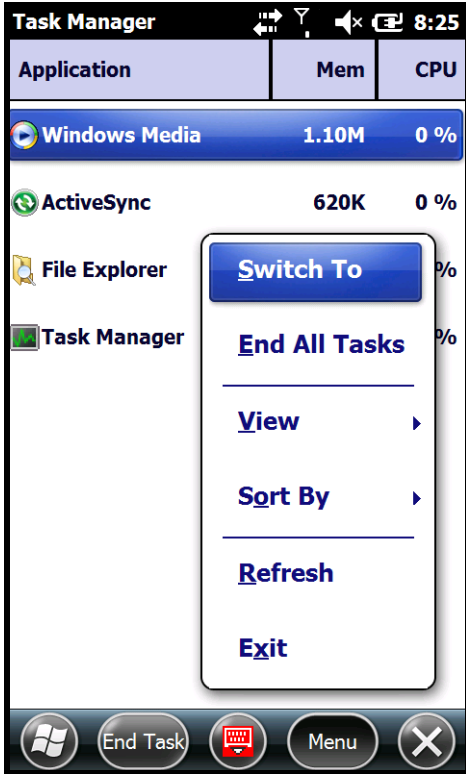 Task Manager 8:25
Application Mem CPU
Windows Media 1.10M 0 %
ActiveSync 620K 0 %
File Explorer %
Task Manager %
Switch To
End All Tasks
View
Sort By
Refresh
Exit
End Task Menu